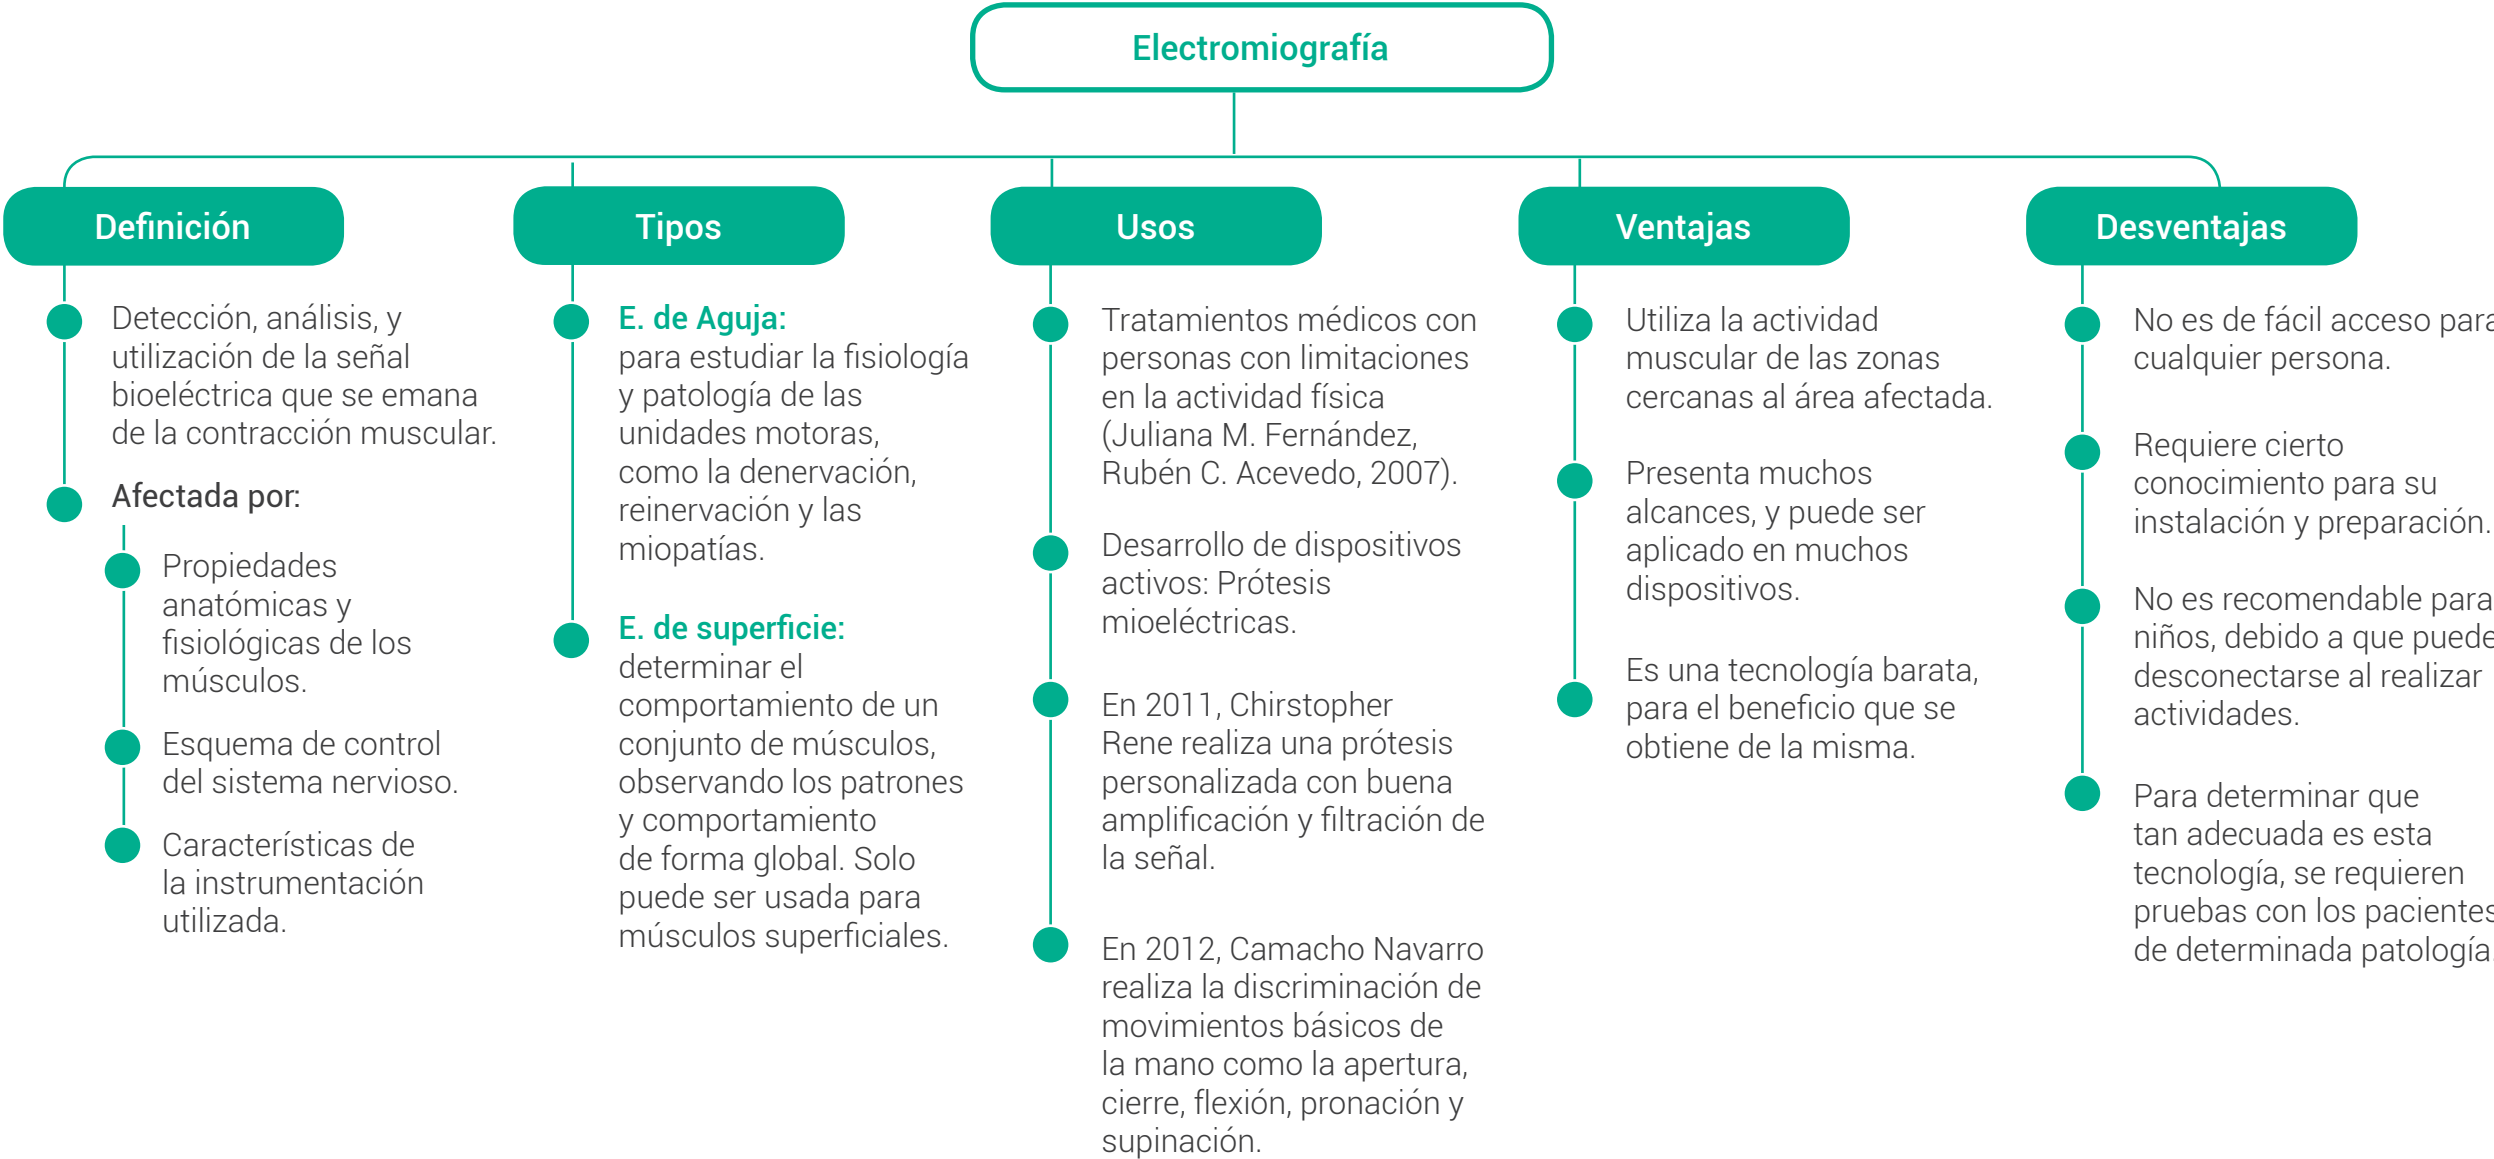 Electromiografía
Definición
Detección, análisis, y
utilización de la señal
bioeléctrica que se emana
de la contracción muscular.
Afectada por:
Propiedades
anatómicas y
fisiológicas de los
músculos.
Esquema de control
del sistema nervioso.
Características de
la instrumentación
utilizada.
Tipos
E. de Aguja:
para estudiar la fisiología
y patología de las
unidades motoras,
como la denervación,
reinervación y las
miopatías.
E. de superficie:
determinar el
comportamiento de un
conjunto de músculos,
observando los patrones
y comportamiento
de forma global. Solo
puede ser usada para
músculos superficiales.
Usos
Tratamientos médicos con
personas con limitaciones
en la actividad física
(Juliana M. Fernández,
Rubén C. Acevedo, 2007).
Desarrollo de dispositivos
activos: Prótesis
mioeléctricas.
En 2011, Chirstopher
Rene realiza una prótesis
personalizada con buena
amplificación y filtración de
la señal.
En 2012, Camacho Navarro
realiza la discriminación de
movimientos básicos de
la mano como la apertura,
cierre, flexión, pronación y
supinación.
Ventajas
Utiliza la actividad
muscular de las zonas
cercanas al área afectada.
Presenta muchos
alcances, y puede ser
aplicado en muchos
dispositivos.
Es una tecnología barata,
para el beneficio que se
obtiene de la misma.
Desventajas
No es de fácil acceso para
cualquier persona.
Requiere cierto
conocimiento para su
instalación y preparación.
No es recomendable para
niños, debido a que puede
desconectarse al realizar
actividades.
Para determinar que
tan adecuada es esta
tecnología, se requieren
pruebas con los pacientes
de determinada patología.